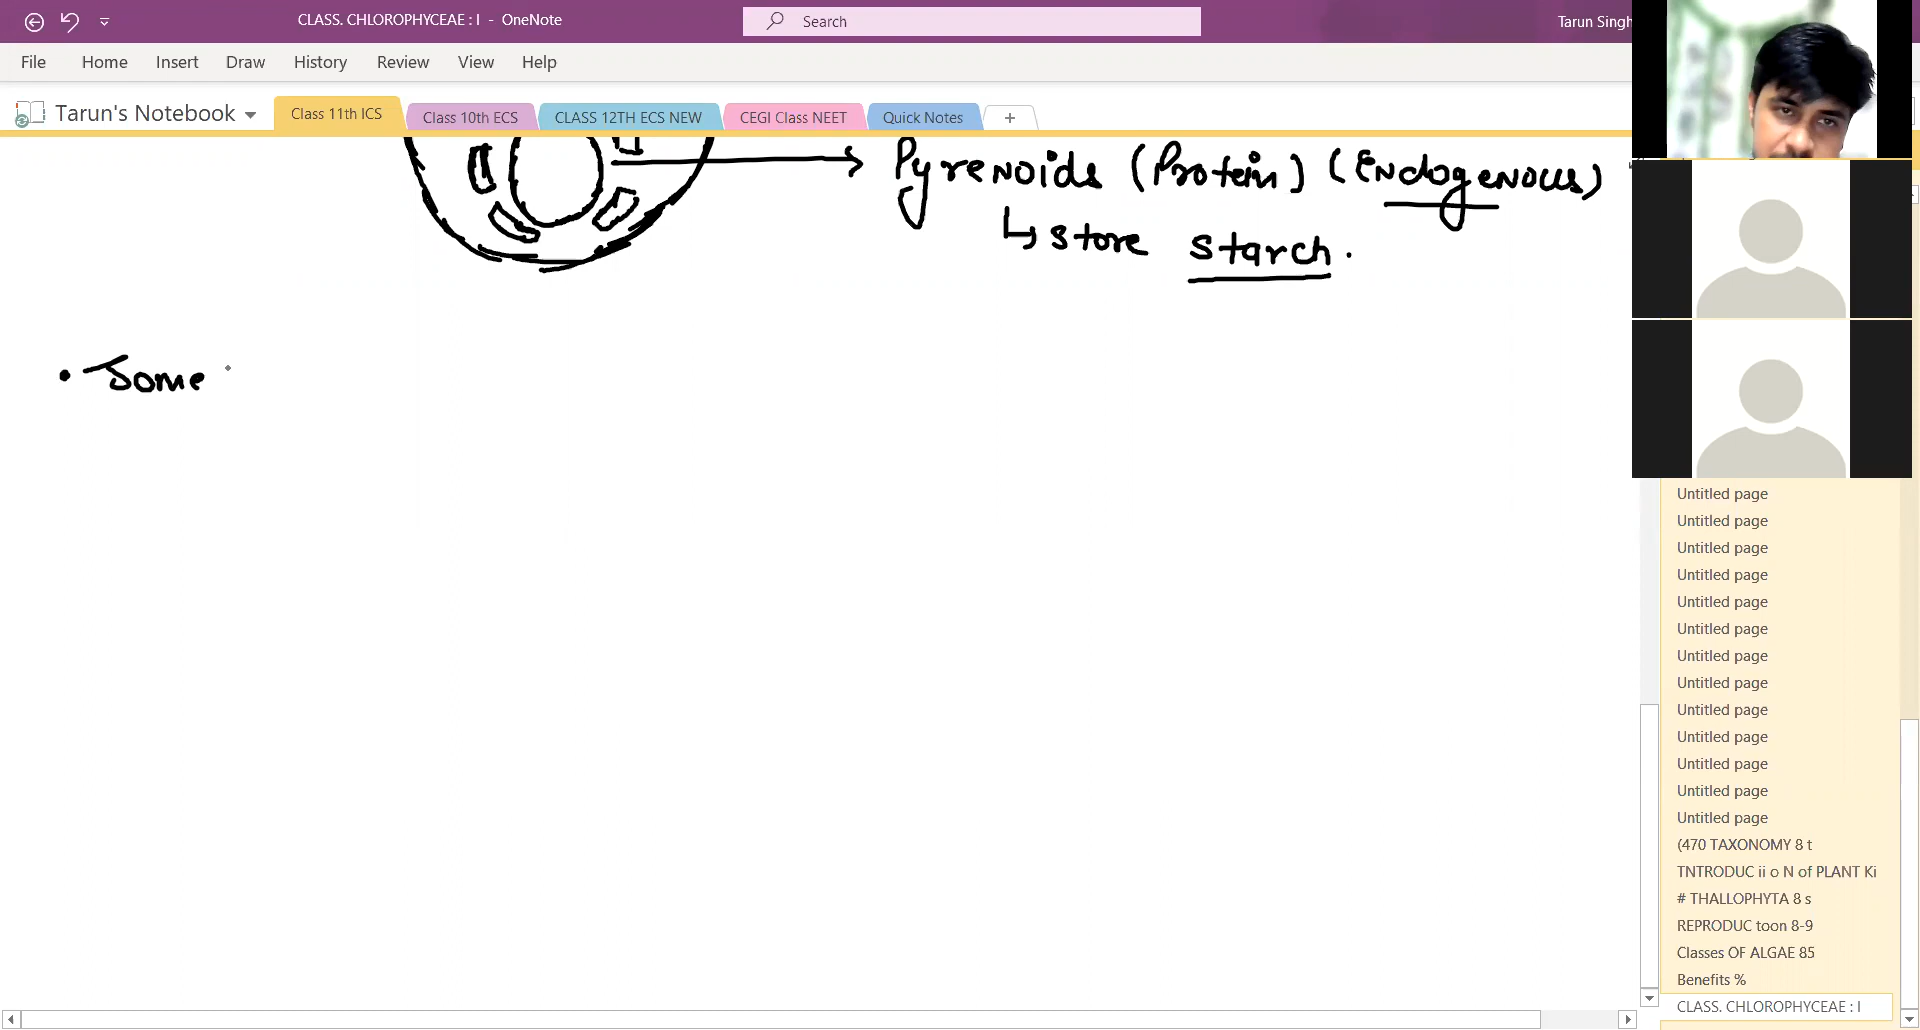 CLASS. CHLOROPHYCEAE : I - OneNote
Search
Tarun Singh
File Home Insert Draw History Review View Help
Tarun's Notebook
Class 11th ICS
Class 10th ECS
CLASS 12TH ECS NEW
CEGI Class NEET
Quick Notes
Pyrenoids (Protein) (Endogenous)
↳ store starch.
• Some
Untitled page
Untitled page
Untitled page
Untitled page
Untitled page
Untitled page
Untitled page
Untitled page
Untitled page
Untitled page
Untitled page
Untitled page
Untitled page
(470 TAXONOMY 8 t
TNTRODUC ii o N of PLANT Ki
# THALLOPHYTA 8 s
REPRODUC toon 8-9
Classes OF ALGAE 85
Benefits %
CLASS. CHLOROPHYCEAE : I